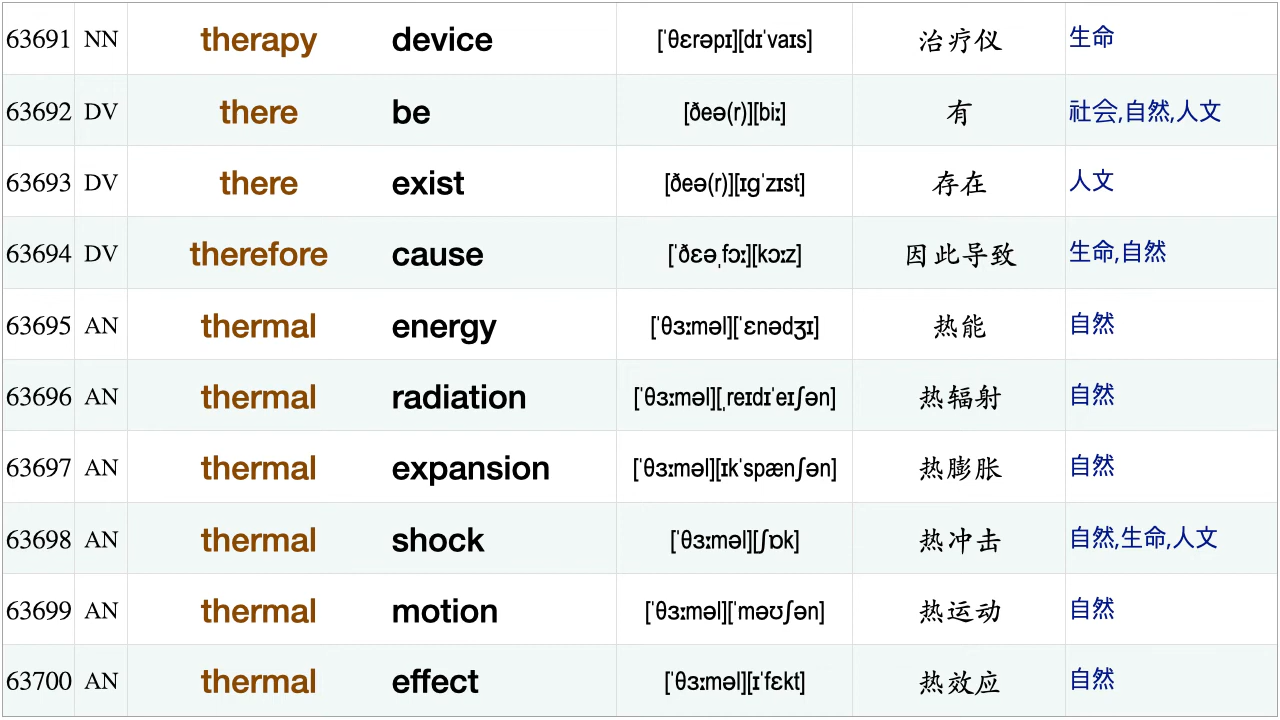 63691 NN therapy device [ˈθɛrəpɪ][dɪˈvaɪs] 治疗仪 生命
63692 DV there be [ðeə(r)][biː] 有 社会,自然,人文
63693 DV there exist [ðeə(r)][ɪɡˈzɪst] 存在 人文
63694 DV therefore cause [ˈðɛəˌfɔː][kɔːz] 因此导致 生命,自然
63695 AN thermal energy [ˈθɜːməl][ˈɛnədʒɪ] 热能 自然
63696 AN thermal radiation [ˈθɜːməl][ˌreɪdɪˈeɪʃən] 热辐射 自然
63697 AN thermal expansion [ˈθɜːməl][ɪkˈspænʃən] 热膨胀 自然
63698 AN thermal shock [ˈθɜːməl][ʃɒk] 热冲击 自然,生命,人文
63699 AN thermal motion [ˈθɜːməl][ˈməʊʃən] 热运动 自然
63700 AN thermal effect [ˈθɜːməl][ɪˈfɛkt] 热效应 自然